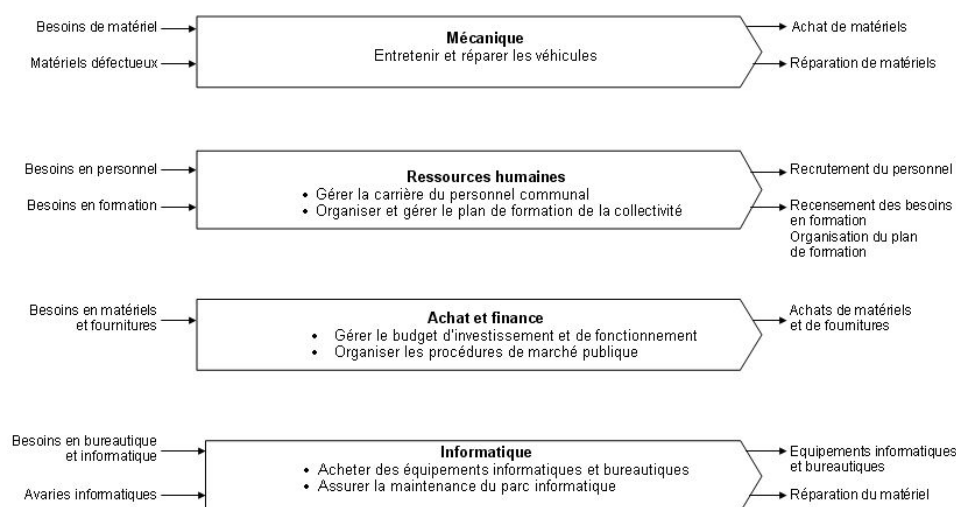 Besoins de matériel
Mécanique
Entretenir et réparer les véhicules
Achat de matériels
Matériels défectueux
Réparation de matériels
Besoins en personnel
Ressources humaines
• Gérer la carrière du personnel communal
• Organiser et gérer le plan de formation de la collectivité
Recrutement du personnel
Besoins en formation
Recensement des besoins
en formation
Organisation du plan
de formation
Besoins en matériels
et fournitures
Achat et finance
• Gérer le budget d'investissement et de fonctionnement
• Organiser les procédures de marché publique
Achats de matériels
et de fournitures
Besoins en bureautique
et informatique
Informatique
• Acheter des équipements informatiques et bureautiques
• Assurer la maintenance du parc informatique
Equipements informatiques
et bureautiques
Avaries informatiques
Réparation du matériel